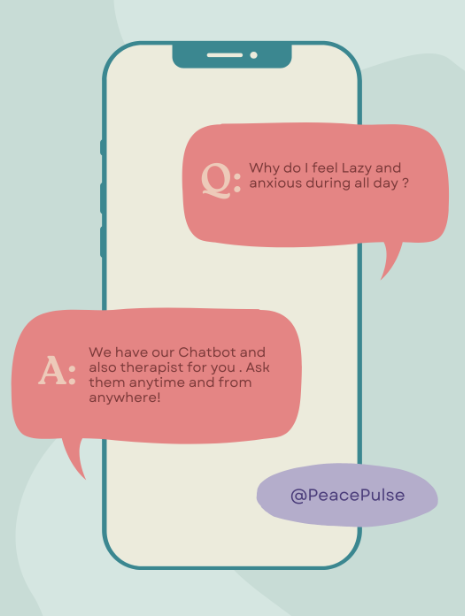 Q:
Why do I feel Lazy and
anxious during all day ?
A:
We have our Chatbot and
also therapist for you . Ask
them anytime and from
anywhere!
@PeacePulse